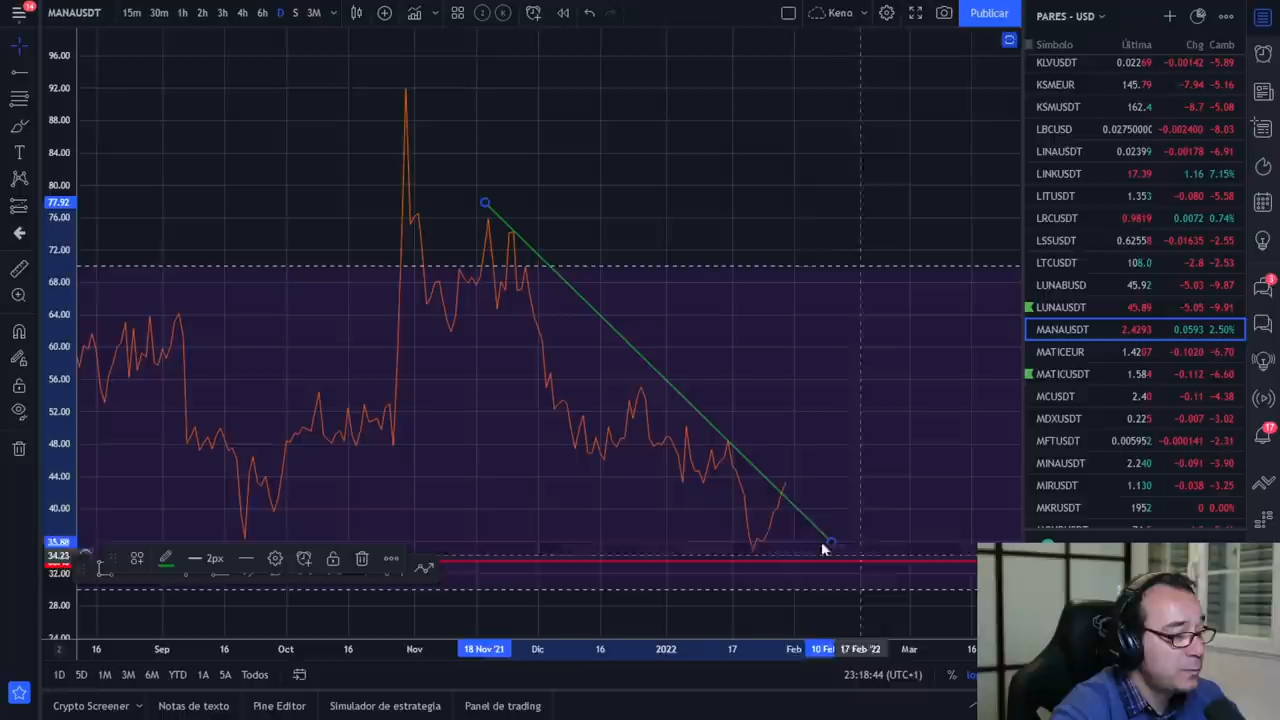 14
MANAUSDT 15m 30m 1h 2h 3h 4h 6h D S 3M
Keno
Publicar
PARES - USD
Símbolo Última Chg Camb
KLVUSDT 0.02269 −0.00142 −5.89
KSMEUR 145.79 −7.94 −5.16
KSMUSDT 162.4 −8.7 −5.08
LBCUSD 0.02750000 −0.002400 −8.03
LINAUSDT 0.02399 −0.00178 −6.91
LINKUSDT 17.39 1.16 7.15%
LITUSDT 1.353 −0.080 −5.58
LRCUSDT 0.9819 0.0072 0.74%
LSSUSDT 0.62558 −0.01635 −2.55
LTCUSDT 108.0 −2.8 −2.53
LUNABUSD 45.92 −5.03 −9.87
LUNAUSDT 45.89 −5.05 −9.91
MANAUSDT 2.4293 0.0593 2.50%
MATICEUR 1.4207 −0.1020 −6.70
MATICUSDT 1.584 −0.112 −6.60
MCUSDT 2.40 −0.11 −4.38
MDXUSDT 0.225 −0.007 −3.02
MFTUSDT 0.005952 −0.000141 −2.31
MINAUSDT 2.240 −0.091 −3.90
MIRUSDT 1.130 −0.038 −3.25
MKRUSDT 1952 0 0.00%
3
17
96.00
92.00
88.00
84.00
80.00
77.92
76.00
72.00
68.00
64.00
60.00
56.00
52.00
48.00
44.00
40.00
35.88
34.23
32.00
28.00
24.00
2px
16 Sep 16 Oct Nov 18 Nov '21 Dic 16 2022 17 Feb 10 Fe 17 Feb '22 Mar 16
1D 5D 1M 3M 6M YTD 1A 5A Todos
23:18:44 (UTC+1) %
Crypto Screener Notas de texto Pine Editor Simulador de estrategia Panel de trading